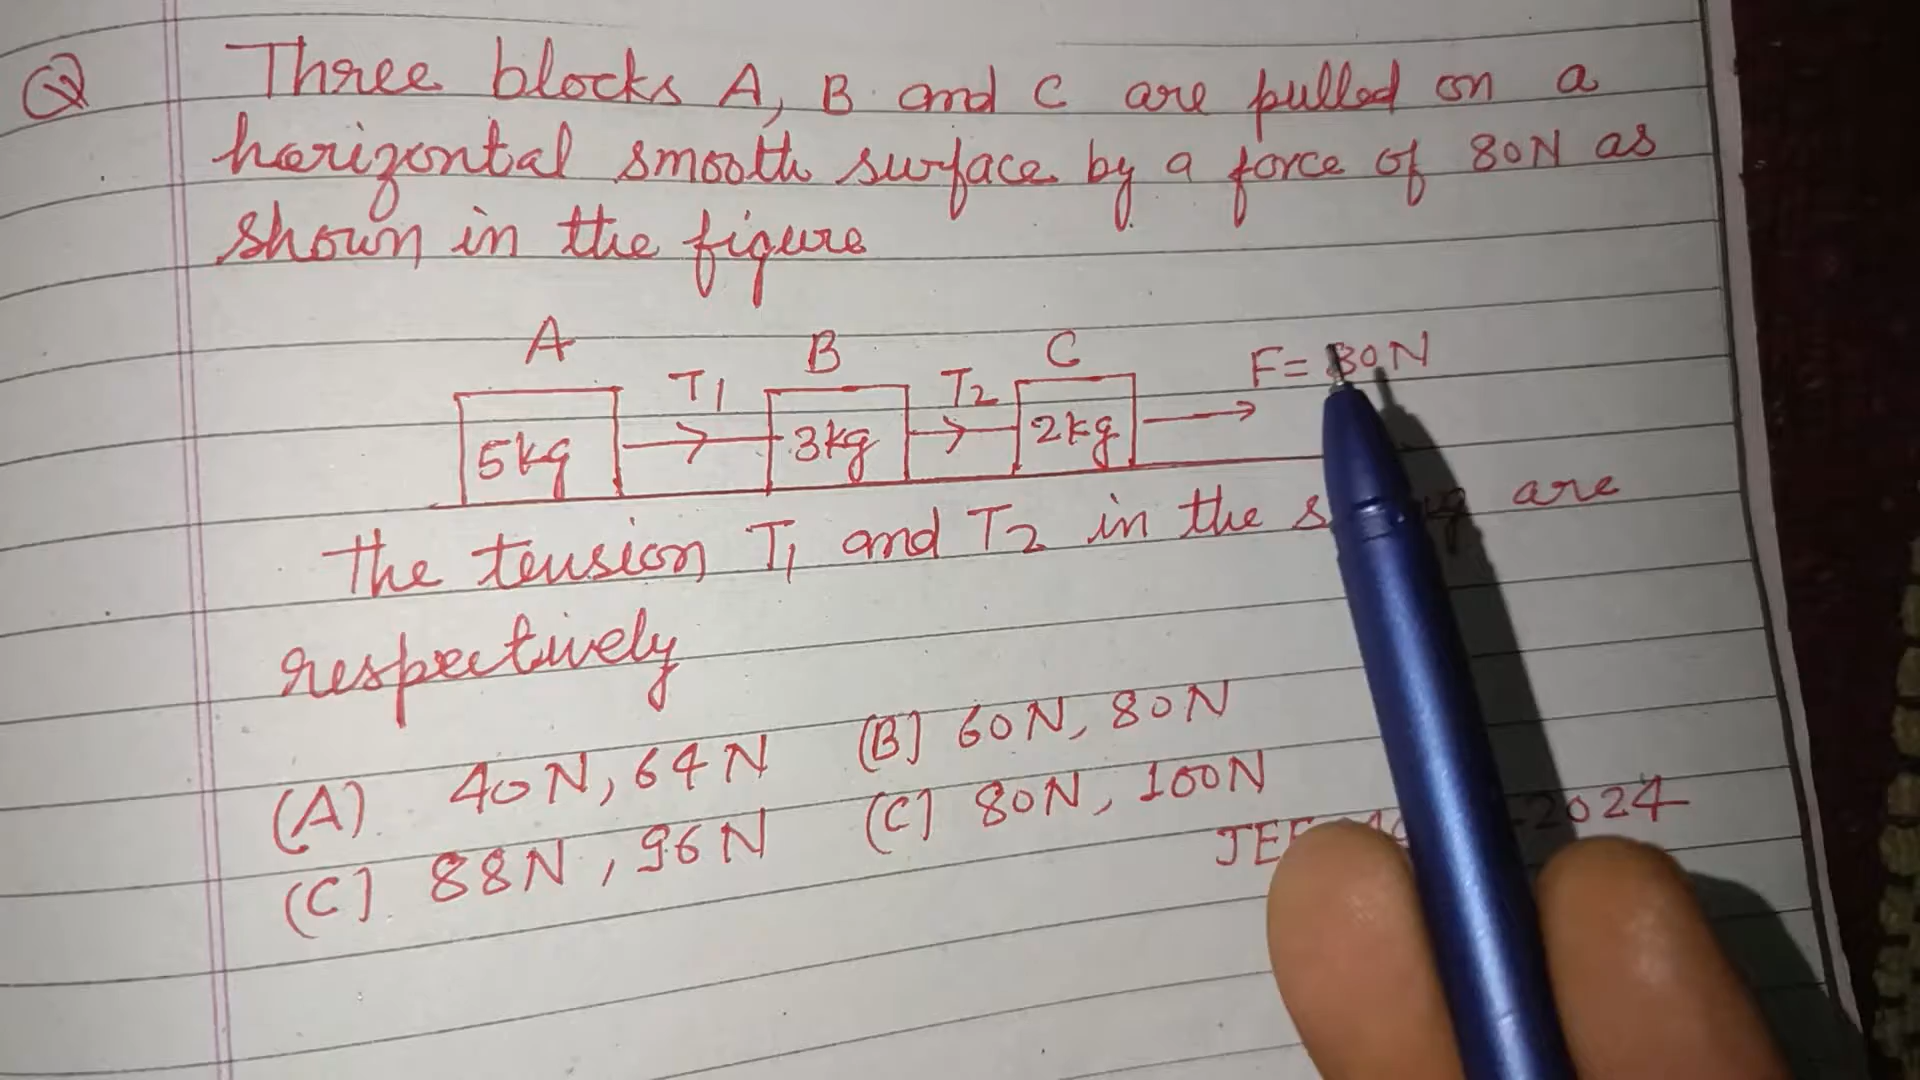 Q Three blocks A, B and C are pulled on a
horizontal smooth surface by a force of 80N as
shown in the figure
A B C
T1 T2 F= 80N
5kg 3kg 2kg
the tension T1 and T2 in the are
respectively
(A) 40N, 64N (B) 60N, 80N
(C) 88N, 96N (C) 80N, 100N
2024